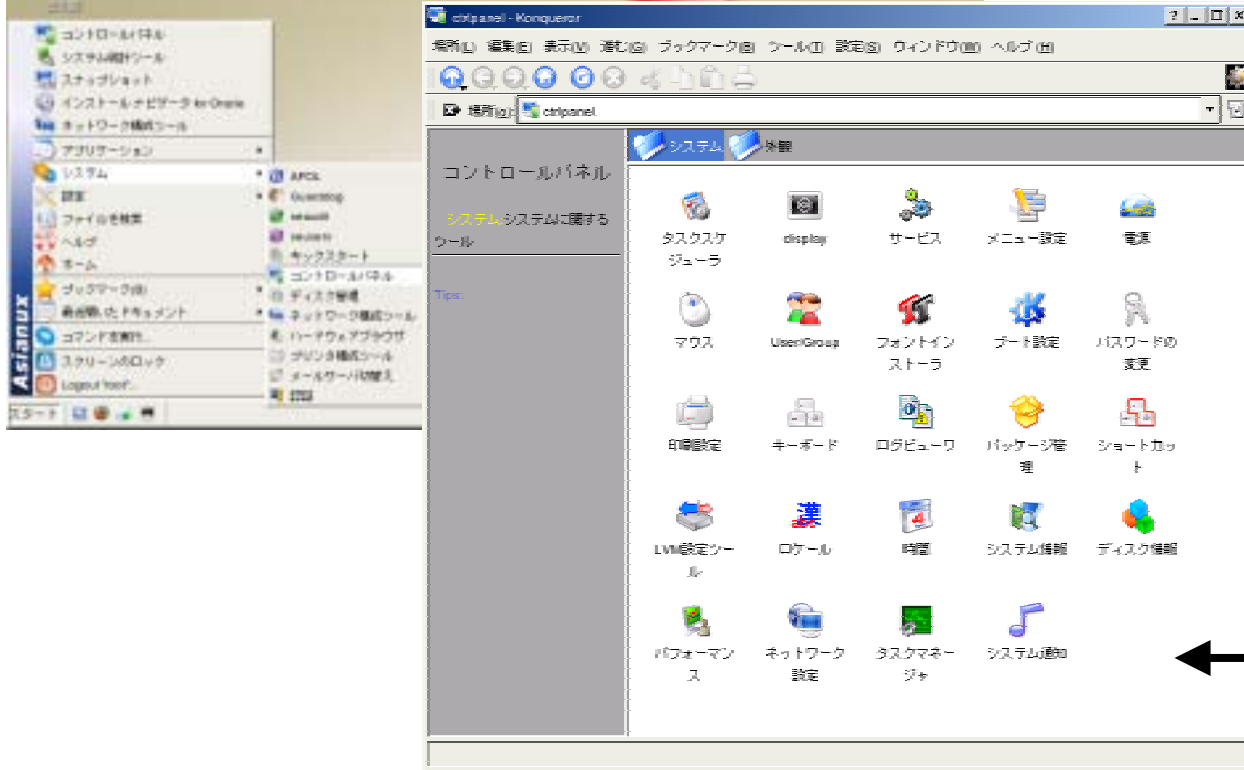 コントロールパネル
システム統計ツール
スナップショット
インストールナビゲータ for Oracle
ネットワーク構成ツール
アプリケーション
システム
設定
ファイルを検索
ヘルプ
ホーム
ブックマーク(B)
最近開いたドキュメント
コマンドを実行...
スクリーンのロック
Logout "root"...
Asianux
スタート
キックスタート
コントロールパネル
ディスク管理
ネットワーク構成ツール
ハードウェアブラウザ
プリンタ構成ツール
メールサーバ切替え
ctrlpanel - Konqueror
場所(L) 編集(E) 表示(V) 進む(G) ブックマーク(B) ツール(T) 設定(S) ウィンドウ(W) ヘルプ(H)
場所(o): ctrlpanel
コントロールパネル
システム:システムに関する
ツール
Tips:
システム 外観
タスクスケ
ジューラ
display
サービス
メニュー設定
電源
マウス
User/Group
フォントイン
ストーラ
ブート設定
パスワードの
変更
印刷設定
キーボード
ログビューワ
パッケージ管
理
ショートカッ
ト
LVM設定ツー
ル
ロケール
時間
システム情報
ディスク情報
パフォーマン
ス
ネットワーク
設定
タスクマネー
ジャ
システム通知